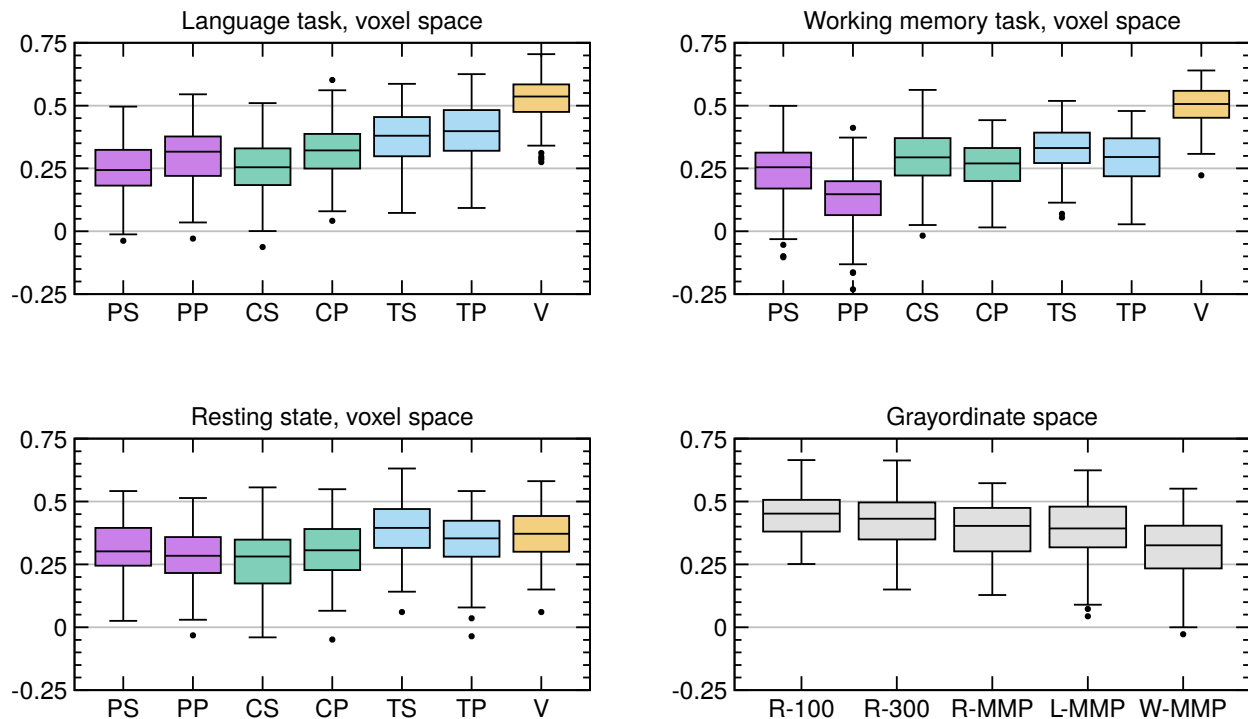 Language task, voxel space
0.75
0.5
0.25
0
-0.25
PS PP CS CP TS TP V
Working memory task, voxel space
0.75
0.5
0.25
0
-0.25
PS PP CS CP TS TP V
Resting state, voxel space
0.75
0.5
0.25
0
-0.25
PS PP CS CP TS TP V
Grayordinate space
0.75
0.5
0.25
0
-0.25
R-100 R-300 R-MMP L-MMP W-MMP